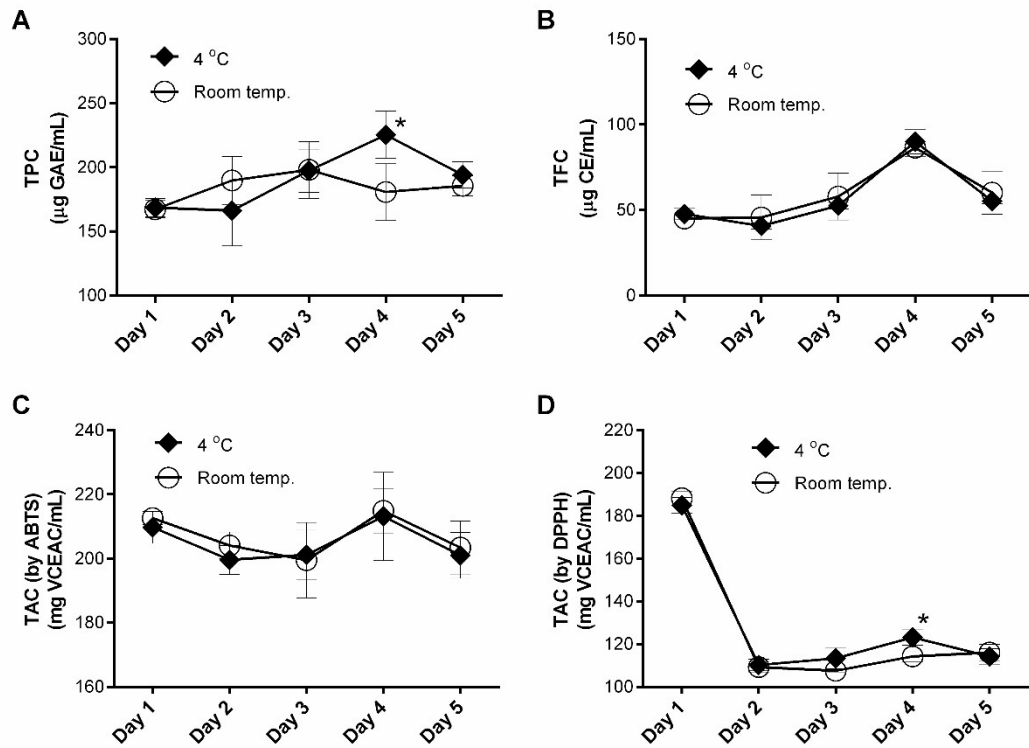 A
300
250
200
150
100
TPC
(µg GAE/mL)
4 °C
Room temp.
*
Day 1
Day 2
Day 3
Day 4
Day 5
B
150
100
50
0
TFC
(µg CE/mL)
4 °C
Room temp.
Day 1
Day 2
Day 3
Day 4
Day 5
C
240
220
200
180
160
TAC (by ABTS)
(mg VCEAC/mL)
4 °C
Room temp.
Day 1
Day 2
Day 3
Day 4
Day 5
D
220
200
180
160
140
120
100
TAC (by DPPH)
(mg VCEAC/mL)
4 °C
Room temp.
*
Day 1
Day 2
Day 3
Day 4
Day 5